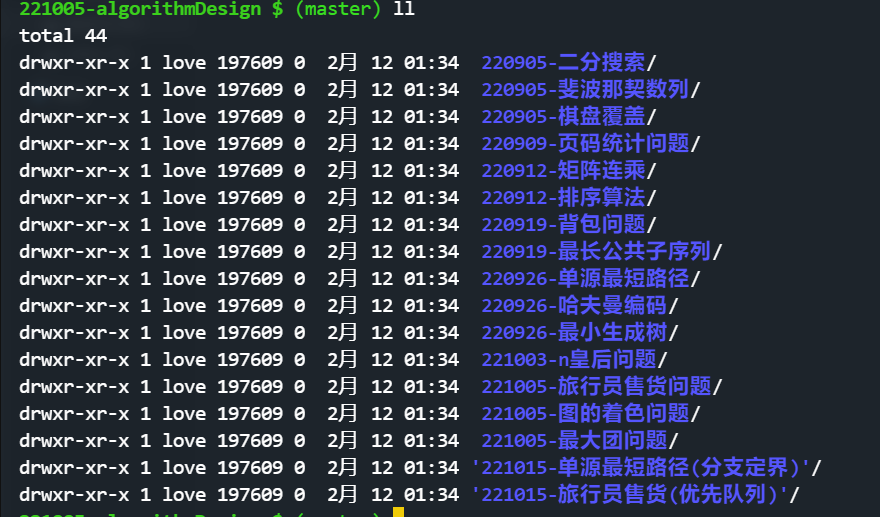 221005-algorithmDesign $ (master) ll
total 44
drwxr-xr-x 1 love 197609 0  2月 12 01:34  220905-二分搜索/
drwxr-xr-x 1 love 197609 0  2月 12 01:34  220905-斐波那契数列/
drwxr-xr-x 1 love 197609 0  2月 12 01:34  220905-棋盘覆盖/
drwxr-xr-x 1 love 197609 0  2月 12 01:34  220909-页码统计问题/
drwxr-xr-x 1 love 197609 0  2月 12 01:34  220912-矩阵连乘/
drwxr-xr-x 1 love 197609 0  2月 12 01:34  220912-排序算法/
drwxr-xr-x 1 love 197609 0  2月 12 01:34  220919-背包问题/
drwxr-xr-x 1 love 197609 0  2月 12 01:34  220919-最长公共子序列/
drwxr-xr-x 1 love 197609 0  2月 12 01:34  220926-单源最短路径/
drwxr-xr-x 1 love 197609 0  2月 12 01:34  220926-哈夫曼编码/
drwxr-xr-x 1 love 197609 0  2月 12 01:34  220926-最小生成树/
drwxr-xr-x 1 love 197609 0  2月 12 01:34  221003-n皇后问题/
drwxr-xr-x 1 love 197609 0  2月 12 01:34  221005-旅行员售货问题/
drwxr-xr-x 1 love 197609 0  2月 12 01:34  221005-图的着色问题/
drwxr-xr-x 1 love 197609 0  2月 12 01:34  221005-最大团问题/
drwxr-xr-x 1 love 197609 0  2月 12 01:34 '221015-单源最短路径(分支定界)'/
drwxr-xr-x 1 love 197609 0  2月 12 01:34 '221015-旅行员售货(优先队列)'/
221005-algorithmDesign $ (master)